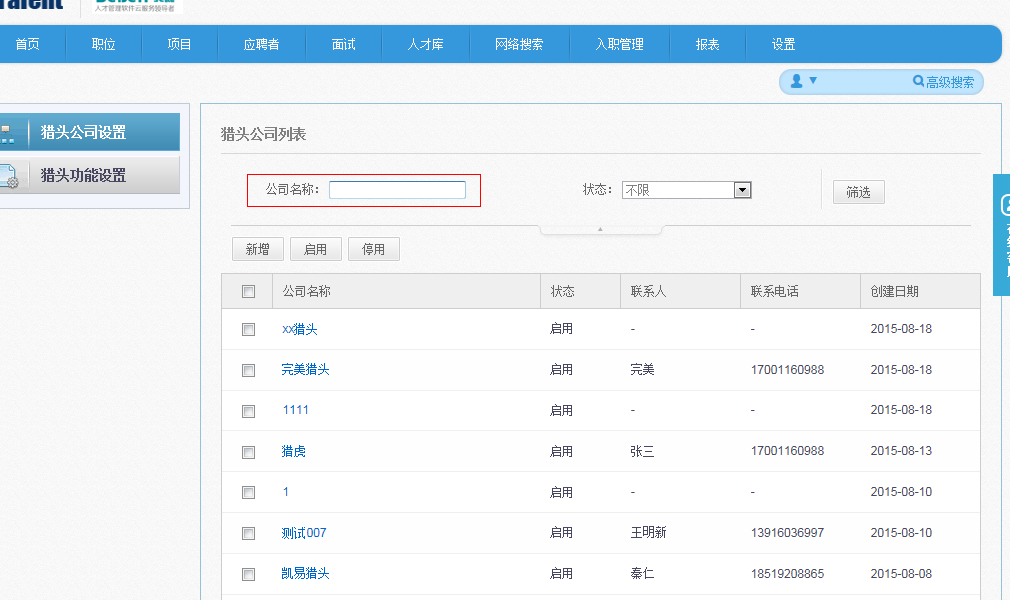 人才管理软件云服务领导者
首页 职位 项目 应聘者 面试 人才库 网络搜索 入职管理 报表 设置
高级搜索
猎头公司设置
猎头功能设置
猎头公司列表
公司名称： 状态： 不限 筛选
新增 启用 停用
公司名称 状态 联系人 联系电话 创建日期
xx猎头 启用 - - 2015-08-18
完美猎头 启用 完美 17001160988 2015-08-18
1111 启用 - - 2015-08-18
猎虎 启用 张三 17001160988 2015-08-13
1 启用 - - 2015-08-10
测试007 启用 王明新 13916036997 2015-08-10
凯易猎头 启用 秦仁 18519208865 2015-08-08